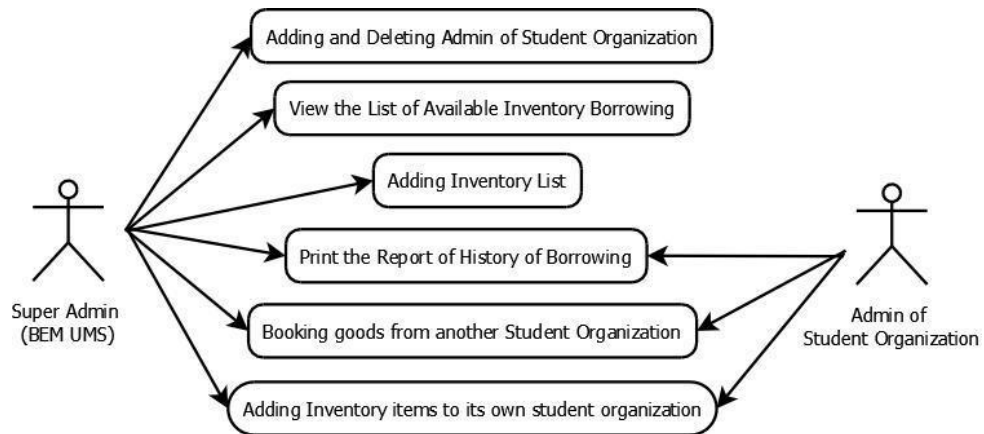 Adding and Deleting Admin of Student Organization
View the List of Available Inventory Borrowing
Adding Inventory List
Print the Report of History of Borrowing
Booking goods from another Student Organization
Adding Inventory items to its own student organization
Super Admin
(BEM UMS)
Admin of
Student Organization